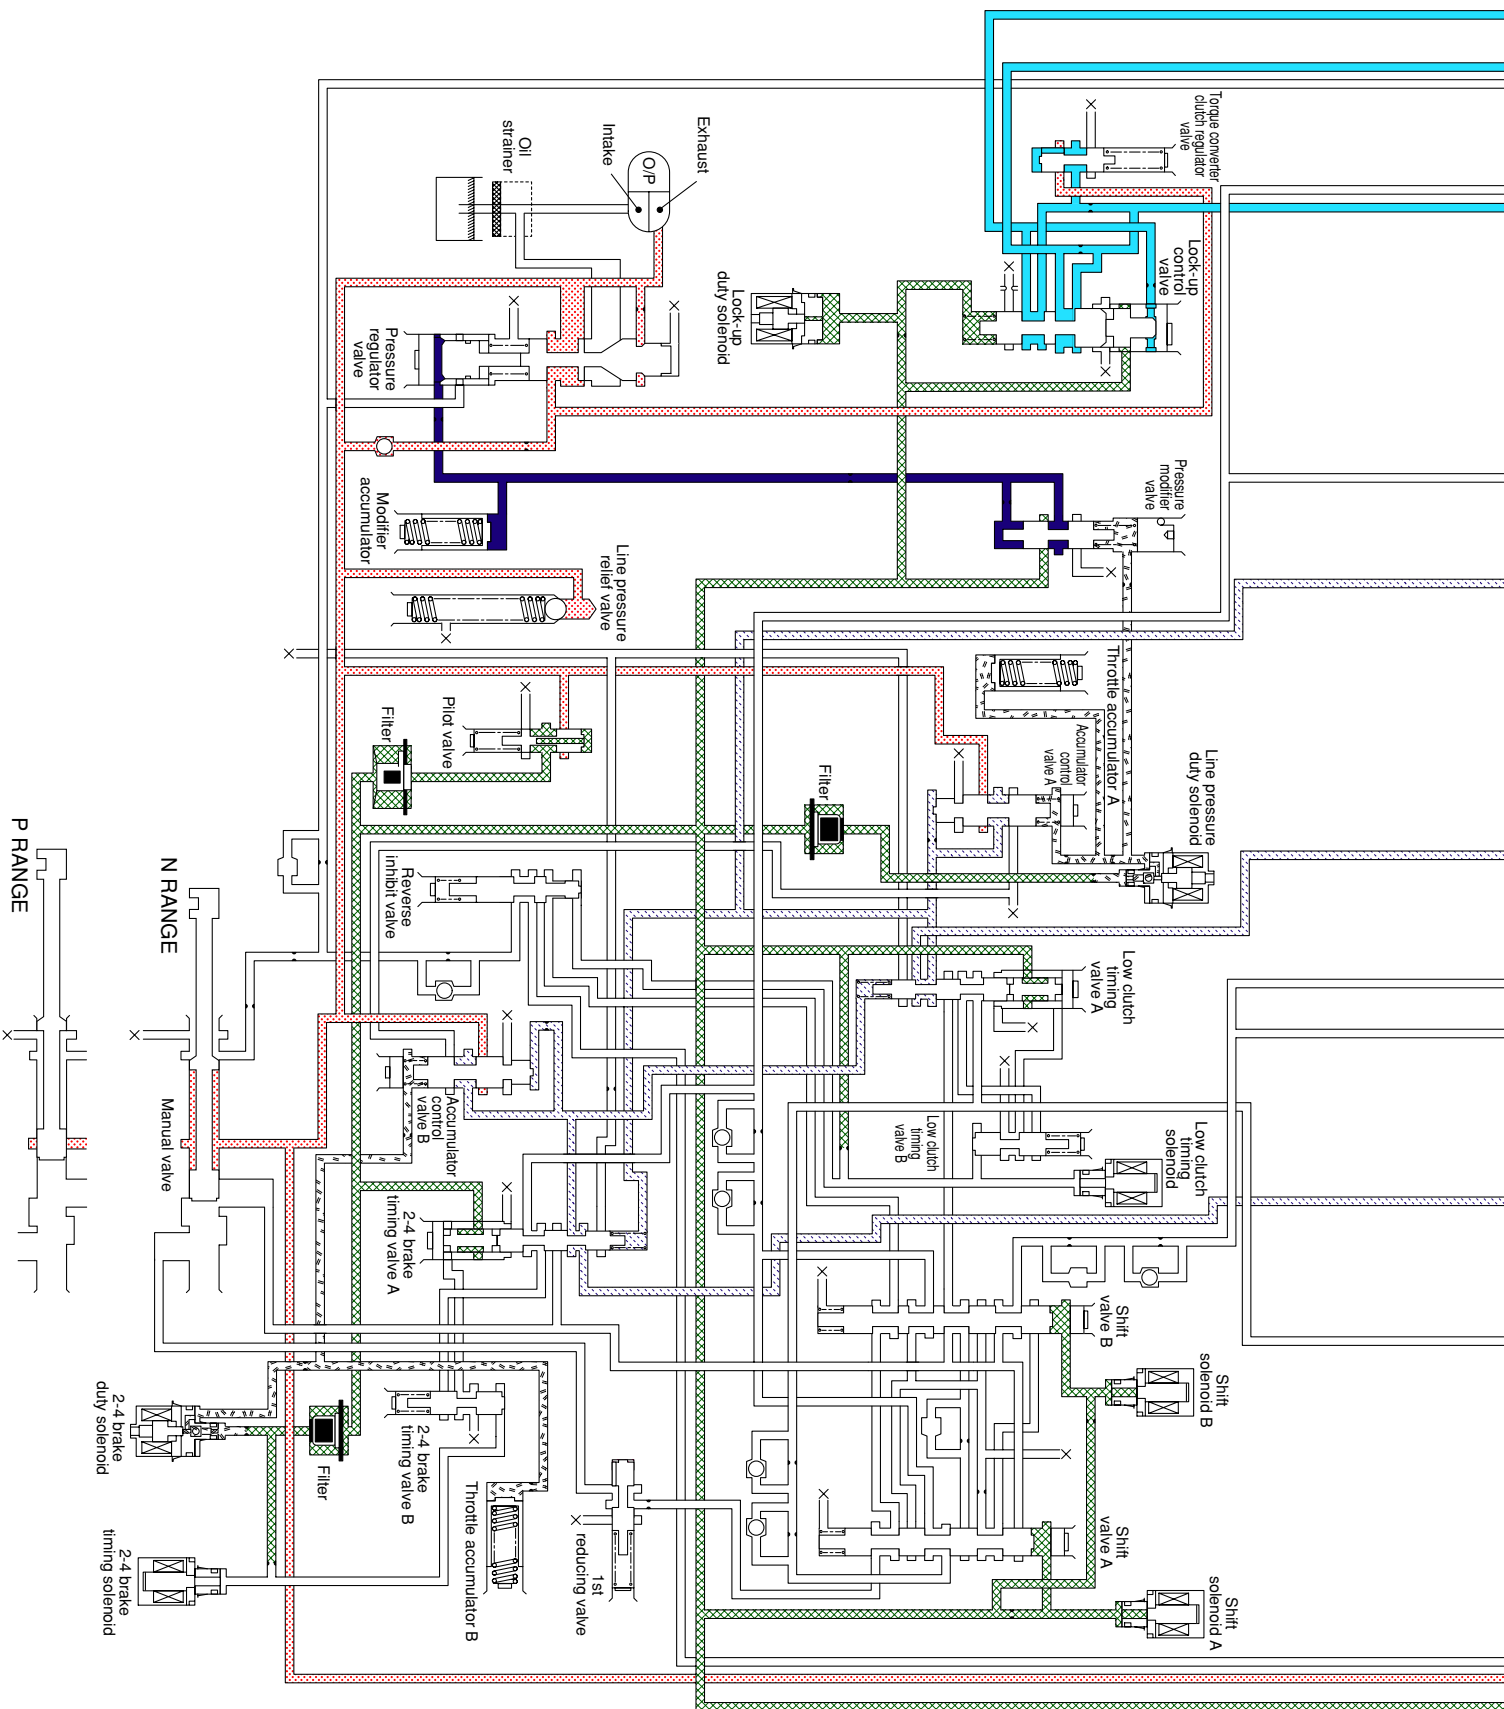 Torque converter
clutch regulator
valve
Exhaust
Intake
O/P
Oil
strainer
Lock-up
control
valve
Lock-up
duty solenoid
Pressure
regulator
valve
Pressure
modifier
valve
Modifier
accumulator
Line pressure
relief valve
Throttle accumulator A
Accumulator
control
valve A
Line pressure
duty solenoid
Pilot valve
Filter
Filter
P RANGE
N RANGE
Reverse
inhibit valve
Low clutch
timing
valve A
Manual valve
Accumulator
control
valve B
Low clutch
timing
valve B
Low clutch
timing
solenoid
2-4 brake
timing valve A
Shift
valve B
Shift
solenoid B
2-4 brake
duty solenoid
Filter
2-4 brake
timing valve B
Throttle accumulator B
1st
reducing valve
Shift
valve A
Shift
solenoid A
2-4 brake
timing solenoid